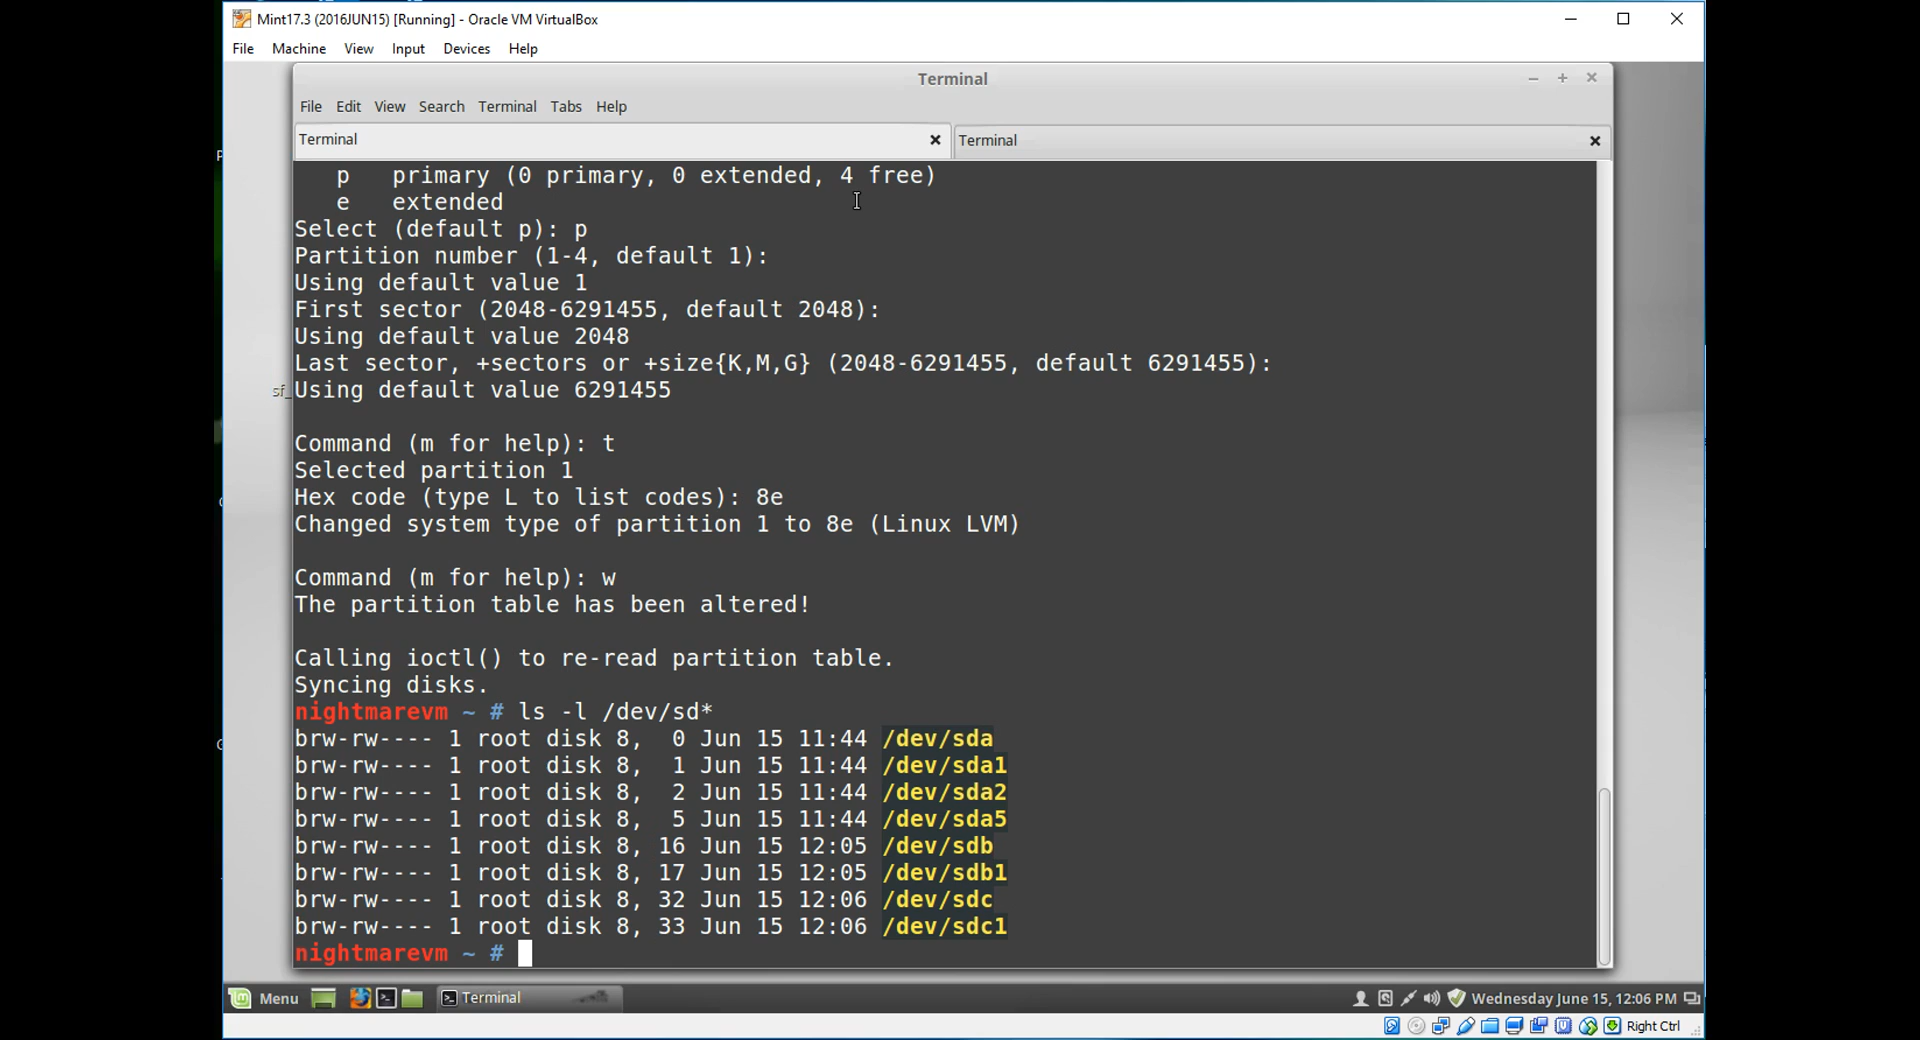 Mint17.3 (2016JUN15) [Running] - Oracle VM VirtualBox
File Machine View Input Devices Help
Terminal
File Edit View Search Terminal Tabs Help
Terminal
Terminal
   p   primary (0 primary, 0 extended, 4 free)
   e   extended
Select (default p): p
Partition number (1-4, default 1):
Using default value 1
First sector (2048-6291455, default 2048):
Using default value 2048
Last sector, +sectors or +size{K,M,G} (2048-6291455, default 6291455):
sf_
Using default value 6291455
Command (m for help): t
Selected partition 1
Hex code (type L to list codes): 8e
Changed system type of partition 1 to 8e (Linux LVM)
Command (m for help): w
The partition table has been altered!
Calling ioctl() to re-read partition table.
Syncing disks.
nightmarevm ~ # ls -l /dev/sd*
brw-rw---- 1 root disk 8,  0 Jun 15 11:44 /dev/sda
brw-rw---- 1 root disk 8,  1 Jun 15 11:44 /dev/sda1
brw-rw---- 1 root disk 8,  2 Jun 15 11:44 /dev/sda2
brw-rw---- 1 root disk 8,  5 Jun 15 11:44 /dev/sda5
brw-rw---- 1 root disk 8, 16 Jun 15 12:05 /dev/sdb
brw-rw---- 1 root disk 8, 17 Jun 15 12:05 /dev/sdb1
brw-rw---- 1 root disk 8, 32 Jun 15 12:06 /dev/sdc
brw-rw---- 1 root disk 8, 33 Jun 15 12:06 /dev/sdc1
nightmarevm ~ #
Menu Terminal Wednesday June 15, 12:06 PM
Right Ctrl